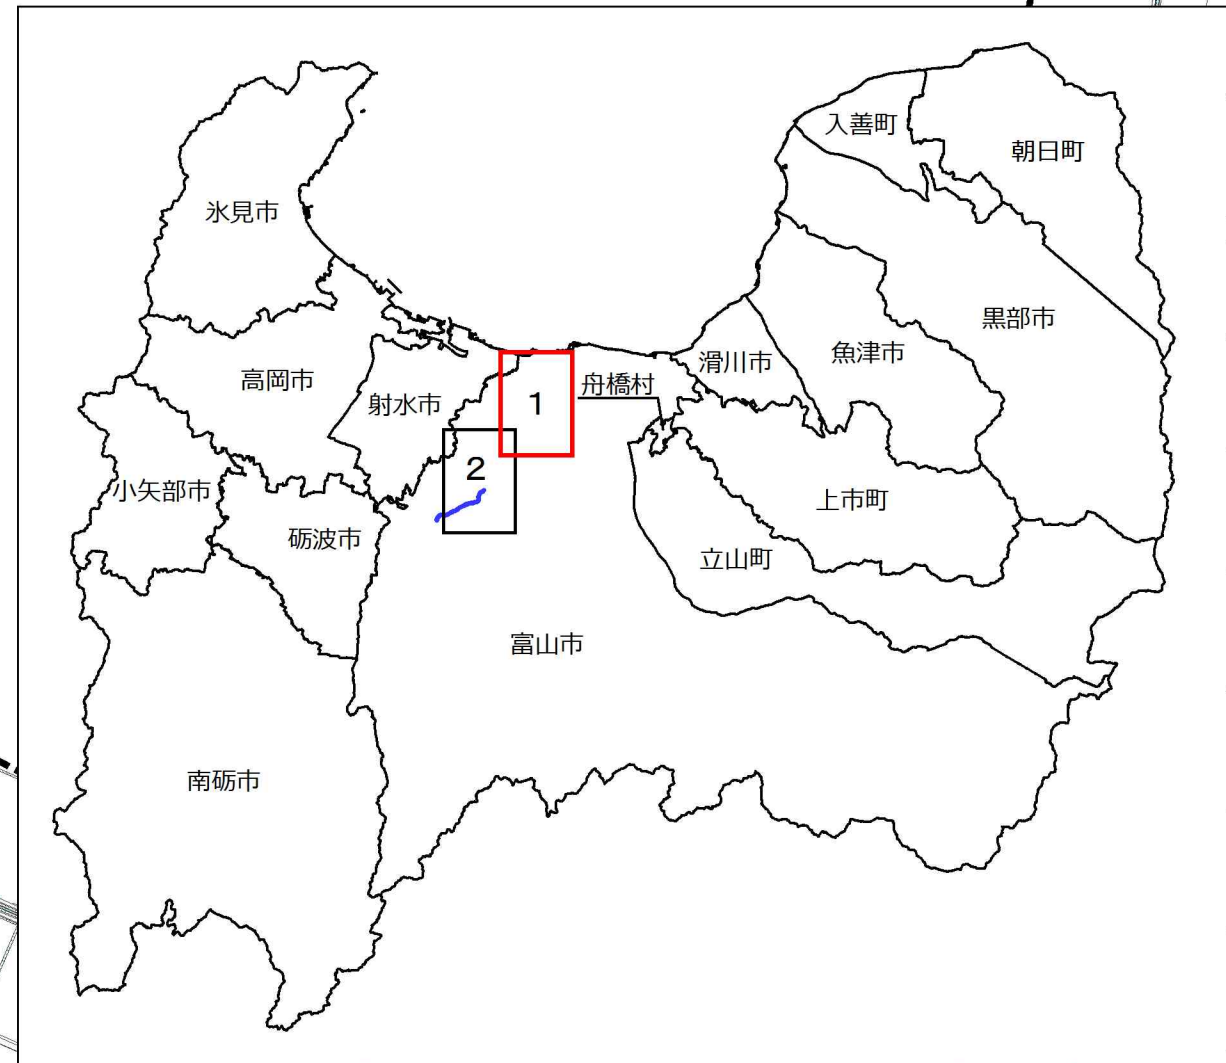 入善町
朝日町
氷見市
黒部市
魚津市
滑川市
高岡市
舟橋村
射水市
1
2
小矢部市
上市町
砺波市
立山町
富山市
南砺市